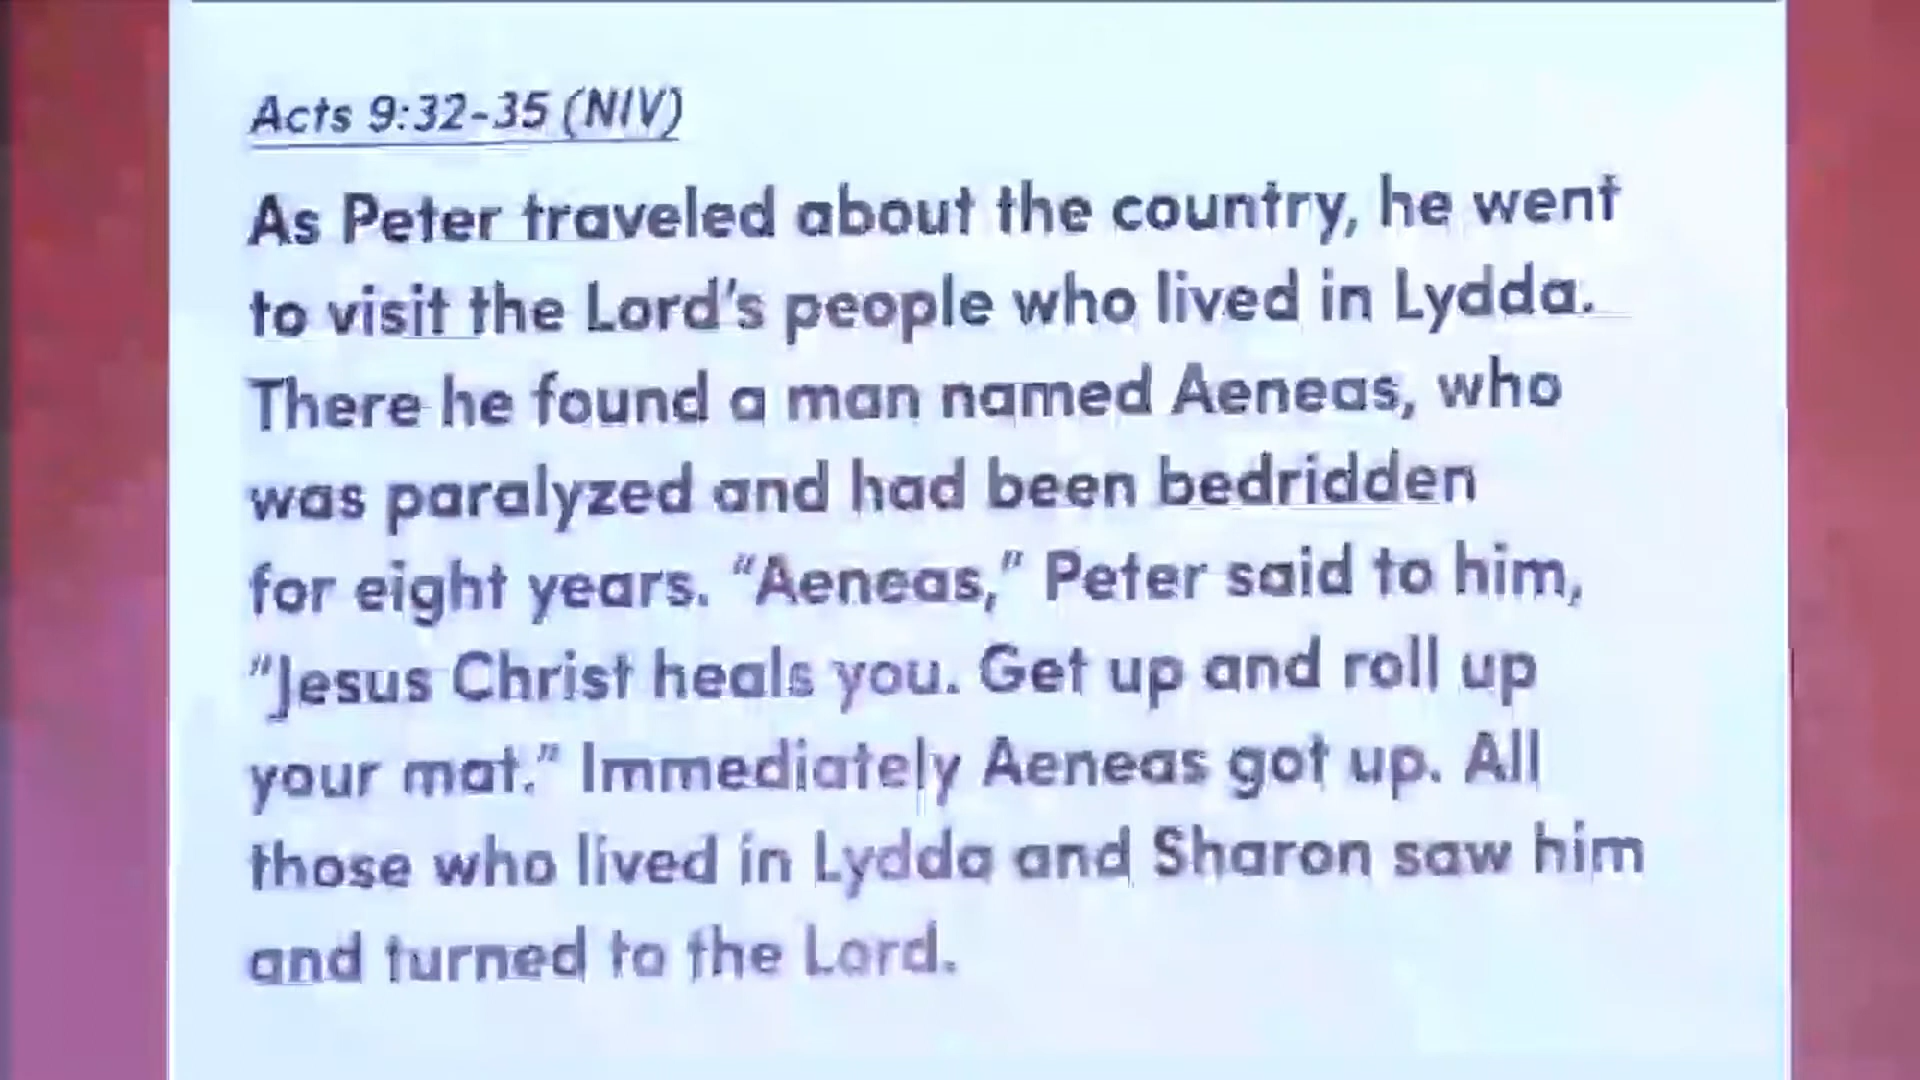 Acts 9:32-35 (NIV)
As Peter traveled about the country, he went
to visit the Lord's people who lived in Lydda.
There he found a man named Aeneas, who
was paralyzed and had been bedridden
for eight years. “Aeneas,” Peter said to him,
“Jesus Christ heals you. Get up and roll up
your mat.” Immediately Aeneas got up. All
those who lived in Lydda and Sharon saw him
and turned to the Lord.